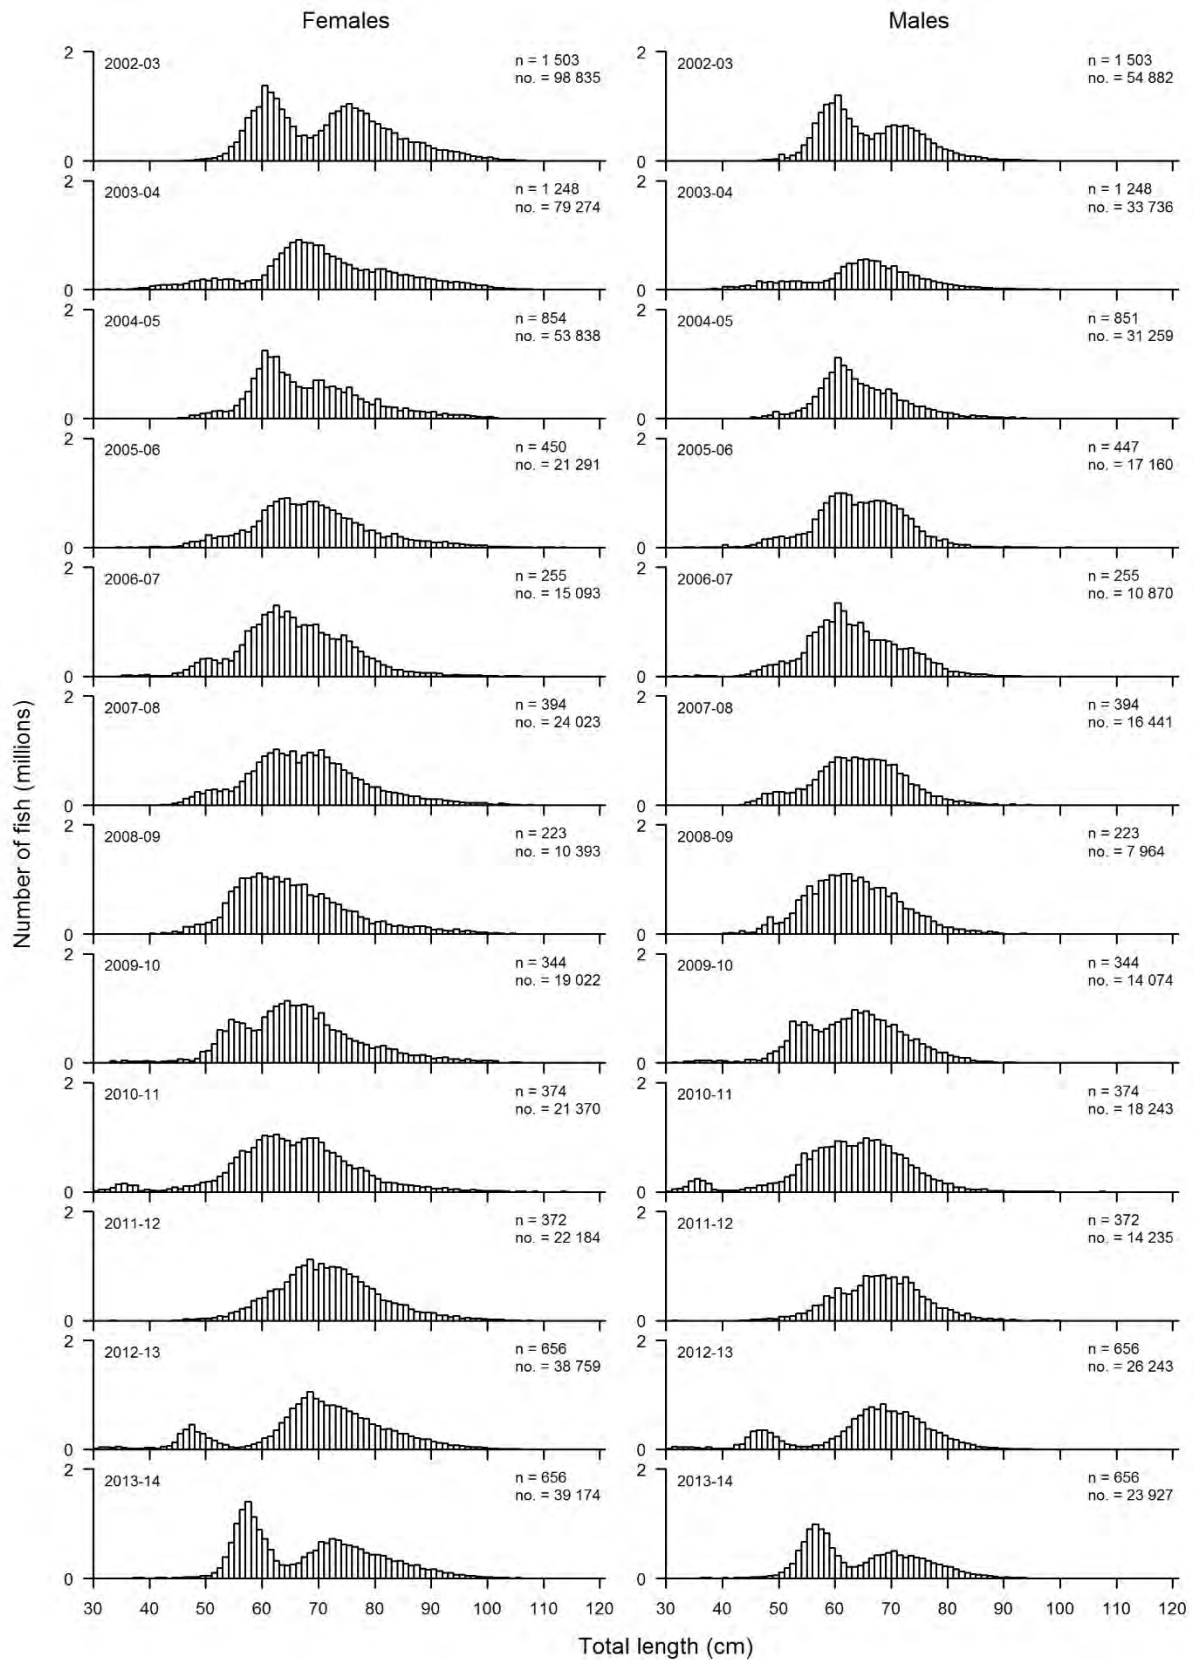 Females Males
2 2002-03 n = 1 503 2 2002-03 n = 1 503
no. = 98 835 no. = 54 882
0 0
2 2003-04 n = 1 248 2 2003-04 n = 1 248
no. = 79 274 no. = 33 736
0 0
2 2004-05 n = 854 2 2004-05 n = 851
no. = 53 838 no. = 31 259
0 0
2 2005-06 n = 450 2 2005-06 n = 447
no. = 21 291 no. = 17 160
0 0
2 2006-07 n = 255 2 2006-07 n = 255
no. = 15 093 no. = 10 870
0 0
2 2007-08 n = 394 2 2007-08 n = 394
no. = 24 023 no. = 16 441
0 0
2 2008-09 n = 223 2 2008-09 n = 223
no. = 10 393 no. = 7 964
0 0
2 2009-10 n = 344 2 2009-10 n = 344
no. = 19 022 no. = 14 074
0 0
2 2010-11 n = 374 2 2010-11 n = 374
no. = 21 370 no. = 18 243
0 0
2 2011-12 n = 372 2 2011-12 n = 372
no. = 22 184 no. = 14 235
0 0
2 2012-13 n = 656 2 2012-13 n = 656
no. = 38 759 no. = 26 243
0 0
2 2013-14 n = 656 2 2013-14 n = 656
no. = 39 174 no. = 23 927
0 0
30 40 50 60 70 80 90 100 110 120 30 40 50 60 70 80 90 100 110 120
Total length (cm)
Number of fish (millions)